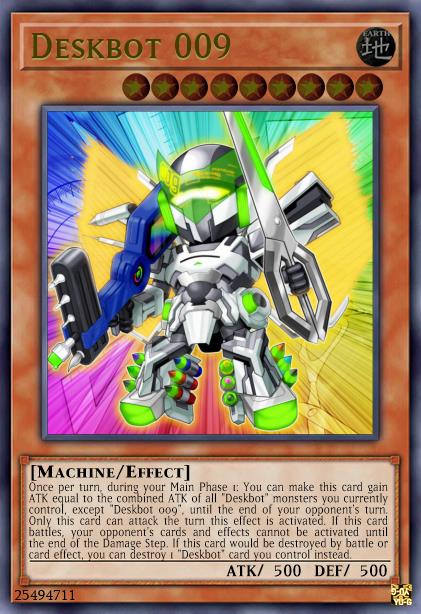 DESKBOT 009
EARTH
地
009
[MACHINE/EFFECT]
Once per turn, during your Main Phase 1: You can make this card gain
ATK equal to the combined ATK of all "Deskbot" monsters you currently
control, except "Deskbot 009", until the end of your opponent's turn.
Only this card can attack the turn this effect is activated. If this card
battles, your opponent's cards and effects cannot be activated until
the end of the Damage Step. If this card would be destroyed by battle or
card effect, you can destroy 1 "Deskbot" card you control instead.
ATK/ 500 DEF/ 500
25494711